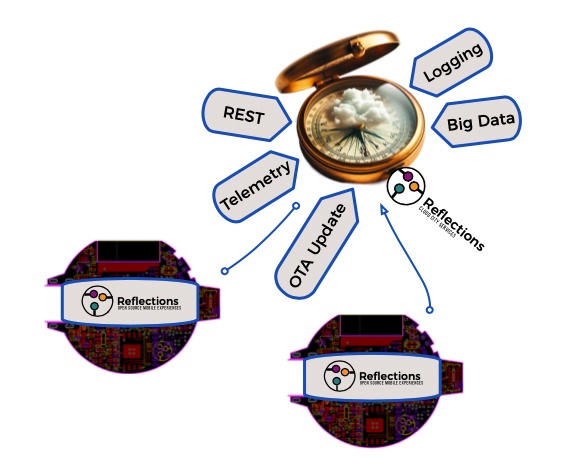 Logging
REST
Big Data
Telemetry
OTA Update
Reflections
CLOUD CITY SERVICES
Reflections
OPEN SOURCE MOBILE EXPERIENCES
Reflections
OPEN SOURCE MOBILE EXPERIENCES